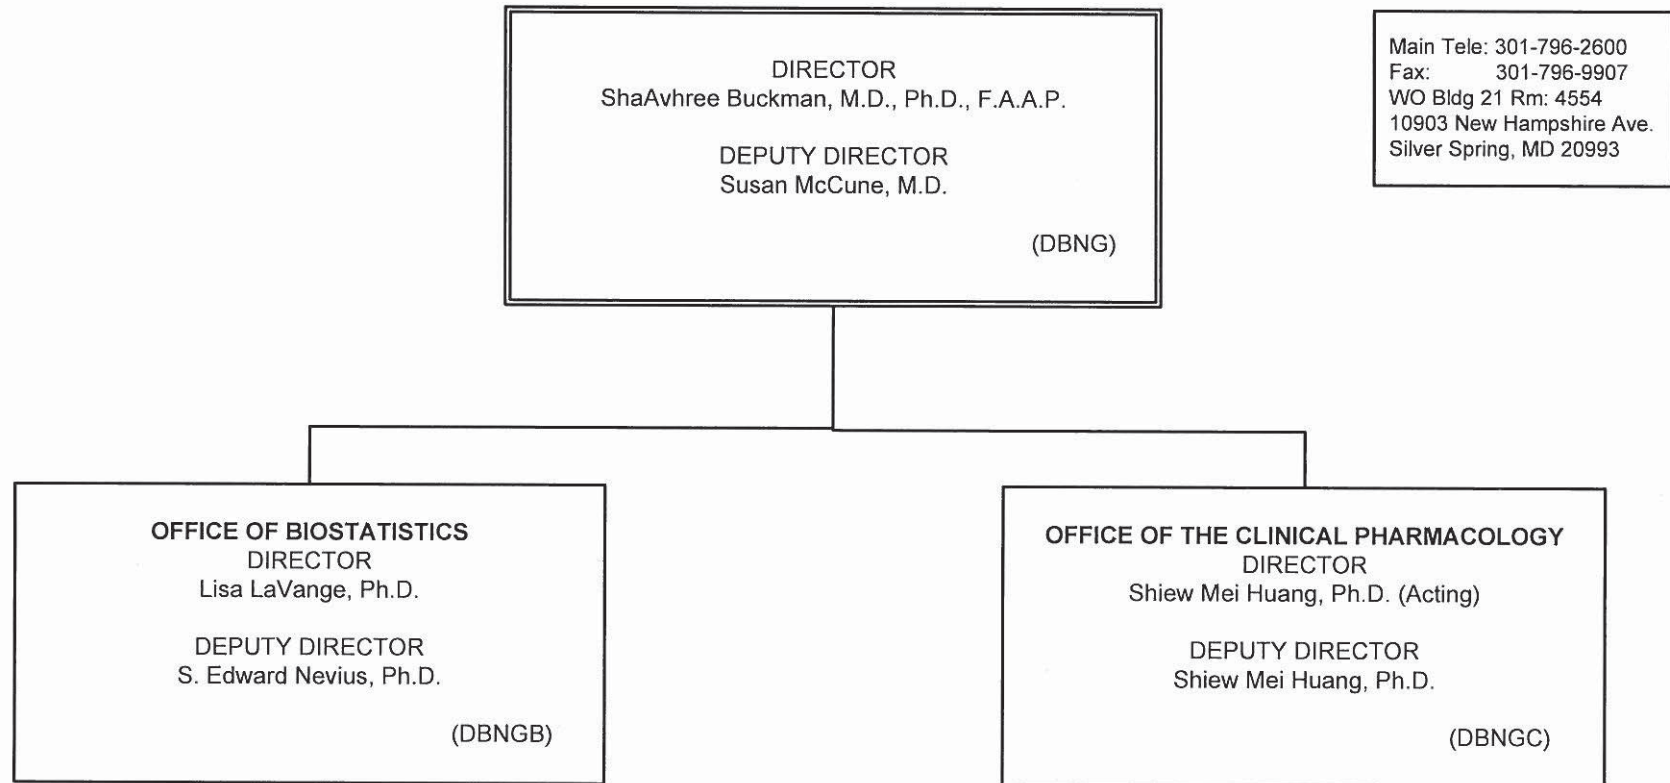 DIRECTOR
ShaAvhree Buckman, M.D., Ph.D., F.A.A.P.
DEPUTY DIRECTOR
Susan McCune, M.D.
(DBNG)
Main Tele: 301-796-2600
Fax: 301-796-9907
WO Bldg 21 Rm: 4554
10903 New Hampshire Ave.
Silver Spring, MD 20993
OFFICE OF BIOSTATISTICS
DIRECTOR
Lisa LaVange, Ph.D.
DEPUTY DIRECTOR
S. Edward Nevius, Ph.D.
(DBNGB)
OFFICE OF THE CLINICAL PHARMACOLOGY
DIRECTOR
Shiew Mei Huang, Ph.D. (Acting)
DEPUTY DIRECTOR
Shiew Mei Huang, Ph.D.
(DBNGC)